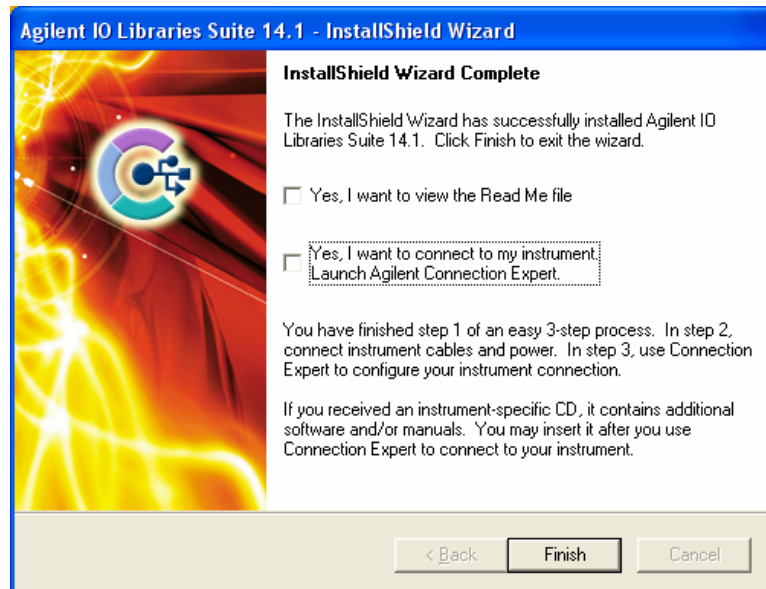 Agilent IO Libraries Suite 14.1 - InstallShield Wizard
InstallShield Wizard Complete
The InstallShield Wizard has successfully installed Agilent IO
Libraries Suite 14.1.  Click Finish to exit the wizard.
Yes, I want to view the Read Me file
Yes, I want to connect to my instrument.
Launch Agilent Connection Expert.
You have finished step 1 of an easy 3-step process.  In step 2,
connect instrument cables and power.  In step 3, use Connection
Expert to configure your instrument connection.
If you received an instrument-specific CD, it contains additional
software and/or manuals.  You may insert it after you use
Connection Expert to connect to your instrument.
< Back Finish Cancel